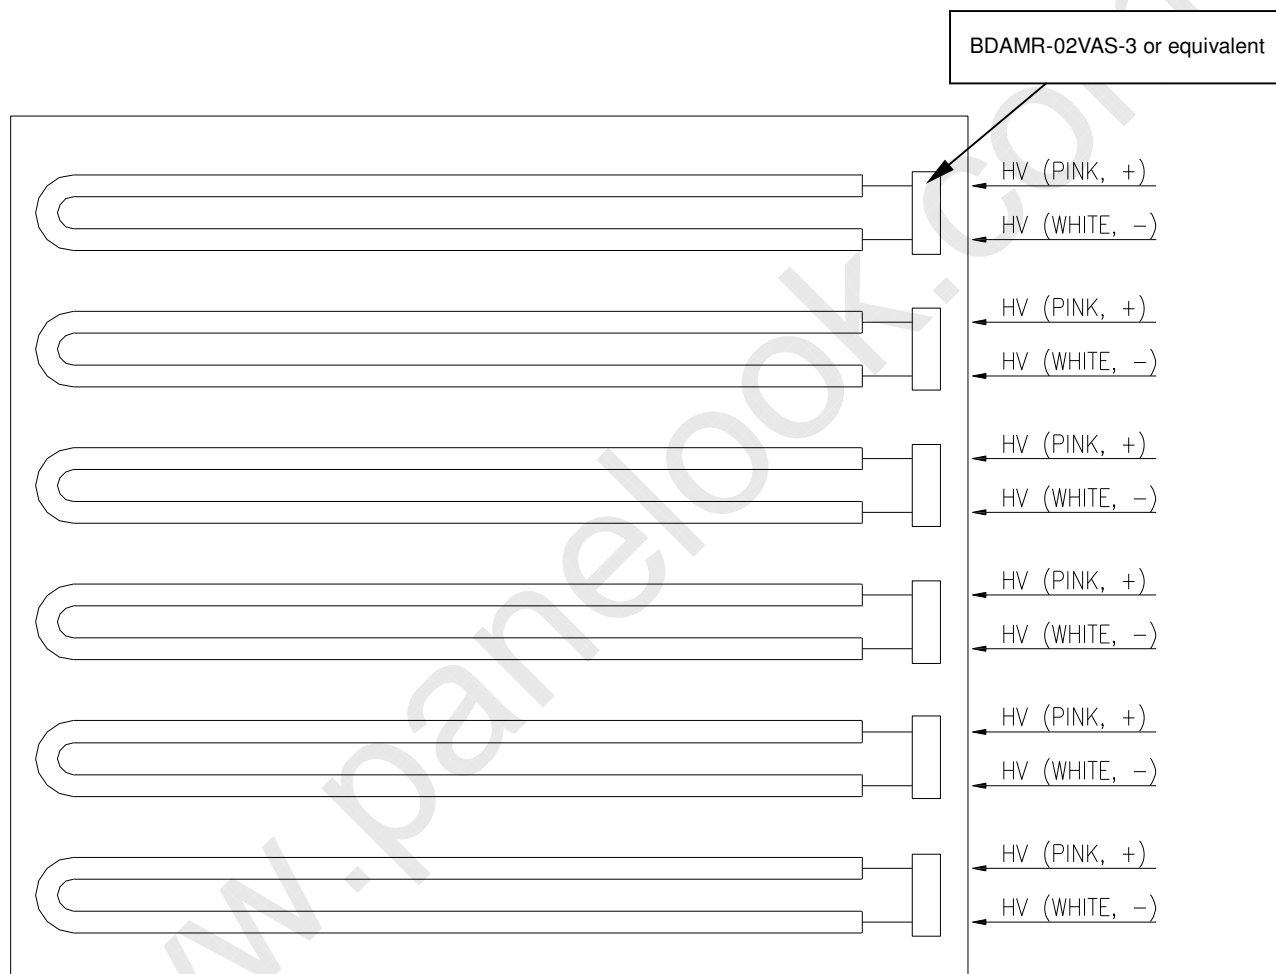 BDAMR-02VAS-3 or equivalent
HV (PINK, +)
HV (WHITE, -)
HV (PINK, +)
HV (WHITE, -)
HV (PINK, +)
HV (WHITE, -)
HV (PINK, +)
HV (WHITE, -)
HV (PINK, +)
HV (WHITE, -)
HV (PINK, +)
HV (WHITE, -)
w.panelook.com